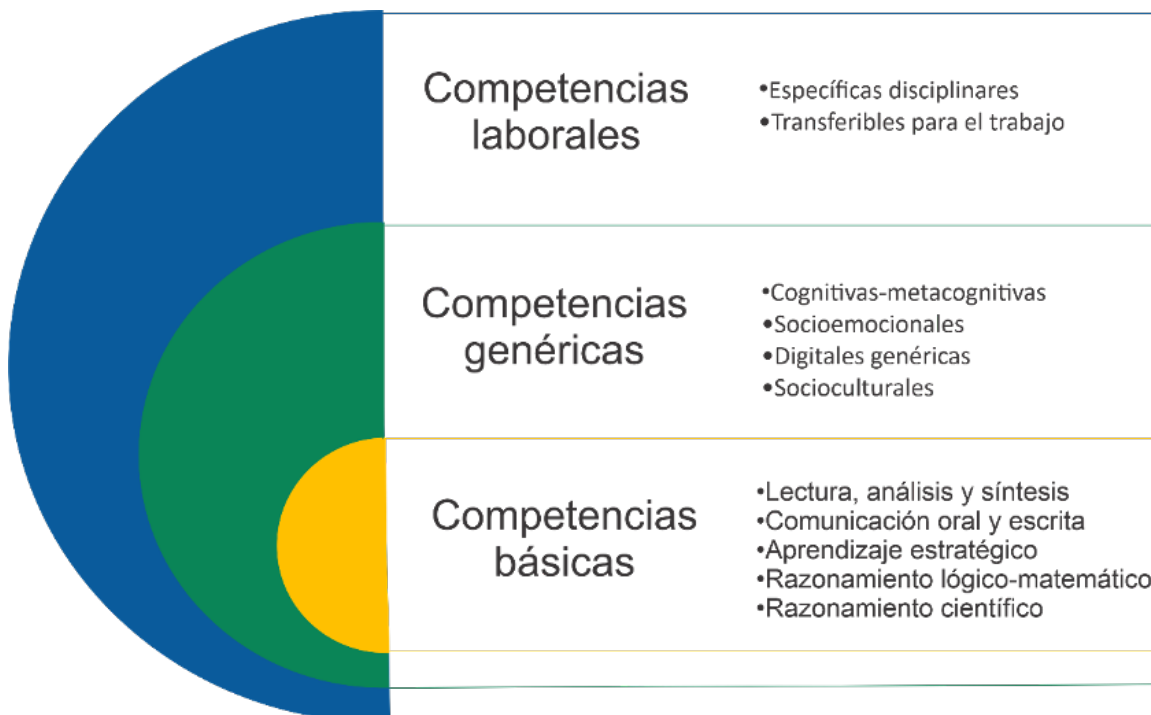 Competencias
laborales
•Específicas disciplinares
•Transferibles para el trabajo
Competencias
genéricas
•Cognitivas-metacognitivas
•Socioemocionales
•Digitales genéricas
•Socioculturales
Competencias
básicas
•Lectura, análisis y síntesis
•Comunicación oral y escrita
•Aprendizaje estratégico
•Razonamiento lógico-matemático
•Razonamiento científico